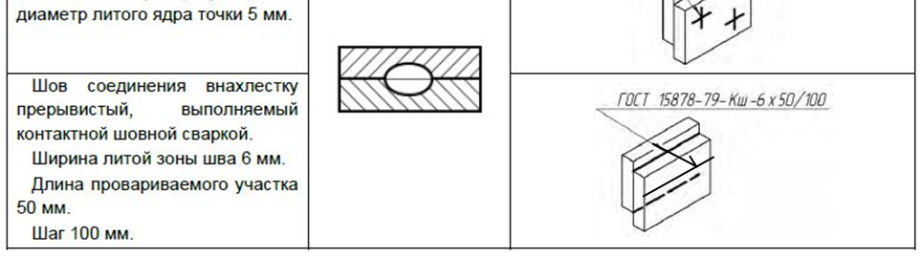 диаметр литого ядра точки 5 мм.
Шов соединения внахлестку
прерывистый, выполняемый
контактной шовной сваркой.
Ширина литой зоны шва 6 мм.
Длина провариваемого участка
50 мм.
Шаг 100 мм.
ГОСТ 15878-79-Кш-6 х 50/100